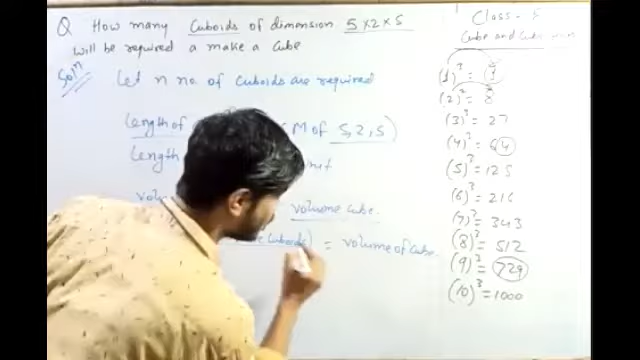 Q How many Cuboids of dimension 5×2×5
will be required a make a cube
Solⁿ
Let n no of cuboids are required
Length of
(M of 5,2,5)
Length
volu
volume cube.
Cuboids) = volume of cube
Class - 5
Cube and Cube
(1)³ = 1
(2)³ = 8
(3)³ = 27
(4)³ = 64
(5)³ = 125
(6)³ = 216
(7)³ = 343
(8)³ = 512
(9)³ = 729
(10)³ = 1000